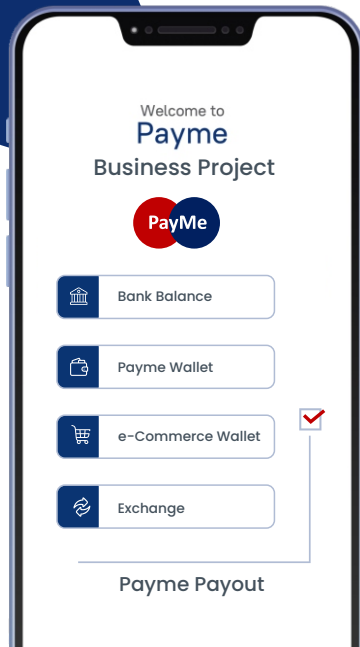 Welcome to
Payme
Business Project
PayMe
Bank Balance
Payme Wallet
e-Commerce Wallet
Exchange
Payme Payout